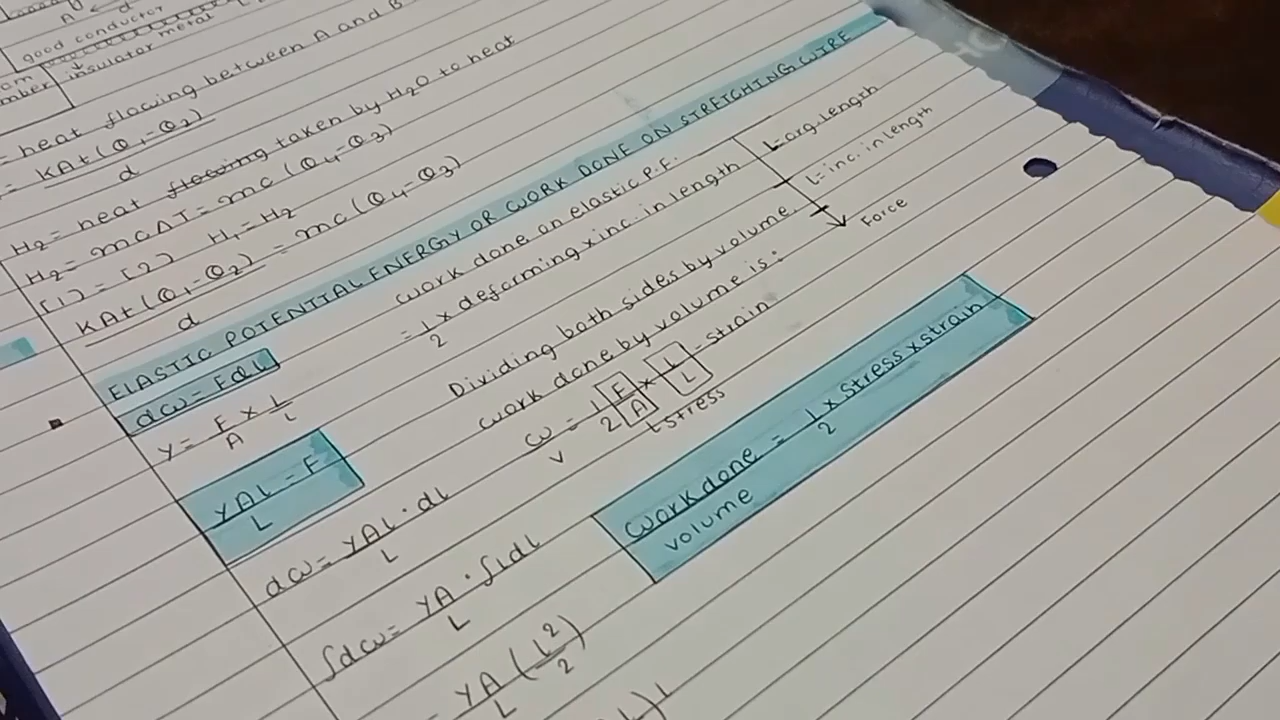 A d
good conductor
insulator metal
= heat flowing between A and B
= KAt(θ1-θ2)
d
H2 = heat flowing taken by H2O to heat
H2 = mcΔT = mc(θ4-θ3)
(1) = (2) H1 = H2
KAt(θ1-θ2) = mc(θ4-θ3)
d
ELASTIC POTENTIAL ENERGY OR WORK DONE ON STRETCHING WIRE
dw = Fdl
Y = F × L
A l
YAl = F
L
dw = YAl · dl
L
∫dw = YA · ∫ldl
L
= YA (l²)
L 2
work done on elastic P.E.
= 1 × deforming × inc. in length
2
Dividing both sides by volume
work done by volume is:
w = 1 F × l = strain
v 2 A L
stress
L = org. length
l = inc. in length
Force
Work done = 1 × Stress × strain
volume 2